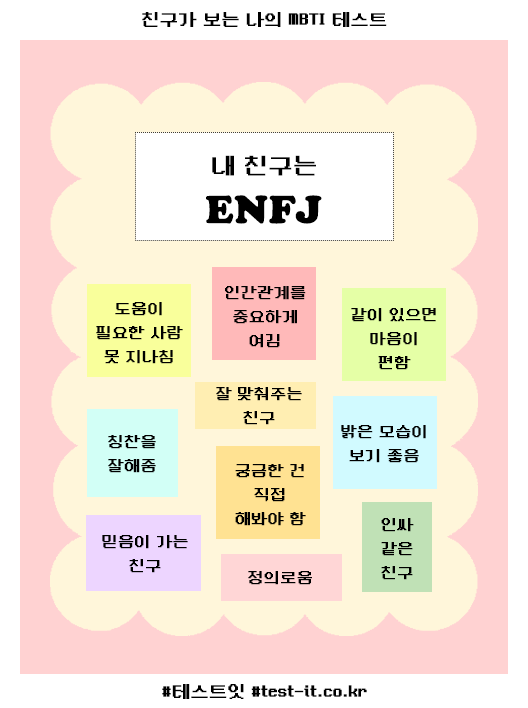 친구가 보는 나의 MBTI 테스트
내 친구는
ENFJ
도움이
필요한 사람
못 지나침
인간관계를
중요하게
여김
같이 있으면
마음이
편함
잘 맞춰주는
친구
칭찬을
잘해줌
밝은 모습이
보기 좋음
궁금한 건
직접
해봐야 함
믿음이 가는
친구
인싸
같은
친구
정의로움
#테스트잇 #test-it.co.kr